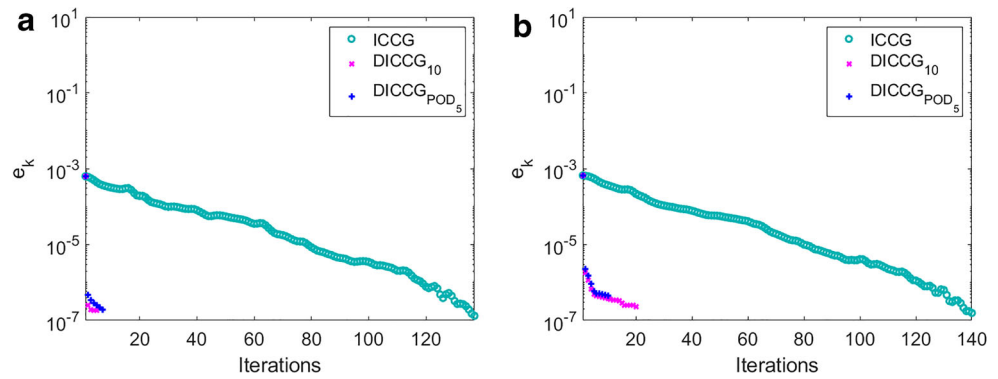 a
10^1
10^-1
10^-3
10^-5
10^-7
e_k
20 40 60 80 100 120
Iterations
ICCG
DICCG_10
DICCG_POD_5
b
10^1
10^-1
10^-3
10^-5
10^-7
e_k
20 40 60 80 100 120 140
Iterations
ICCG
DICCG_10
DICCG_POD_5